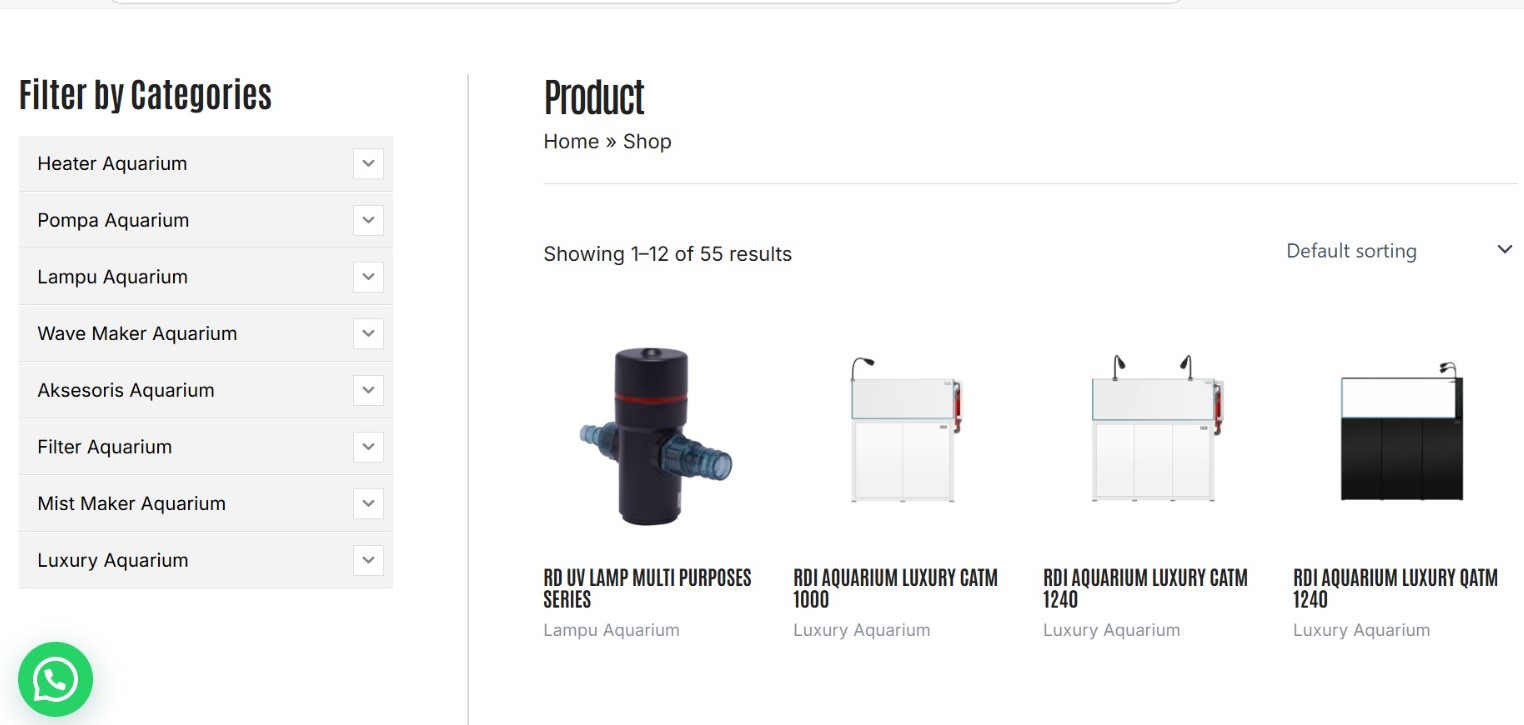 Filter by Categories
Heater Aquarium
Pompa Aquarium
Lampu Aquarium
Wave Maker Aquarium
Aksesoris Aquarium
Filter Aquarium
Mist Maker Aquarium
Luxury Aquarium
Product
Home » Shop
Showing 1–12 of 55 results
Default sorting
RD UV LAMP MULTI PURPOSES
SERIES
Lampu Aquarium
RDI AQUARIUM LUXURY CATM
1000
Luxury Aquarium
RDI AQUARIUM LUXURY CATM
1240
Luxury Aquarium
RDI AQUARIUM LUXURY QATM
1240
Luxury Aquarium